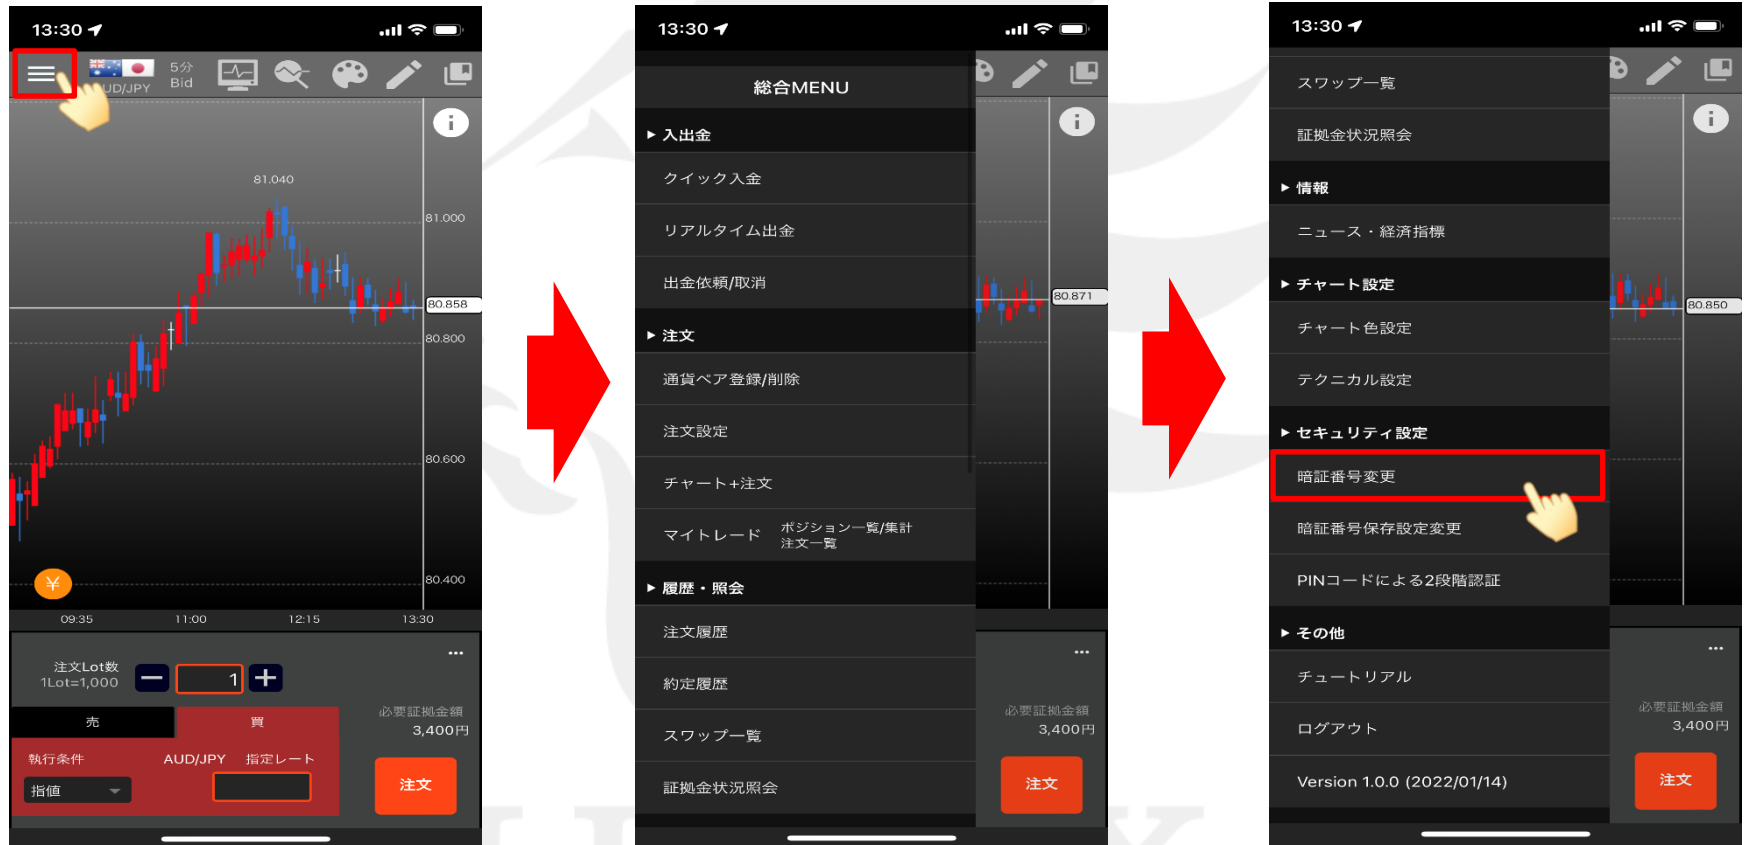 13:30
5分
Bid
AUD/JPY
81.040
81.000
80.858
80.800
80.600
80.400
¥
09:35 11:00 12:15 13:30
注文Lot数
1Lot=1,000
1
売 買
執行条件 AUD/JPY 指定レート
指値
必要証拠金額
3,400円
注文
13:30
総合MENU
入出金
クイック入金
リアルタイム出金
出金依頼/取消
注文
通貨ペア登録/削除
注文設定
チャート+注文
マイトレード ポジション一覧/集計
注文一覧
履歴・照会
注文履歴
約定履歴
スワップ一覧
証拠金状況照会
80.871
必要証拠金額
3,400円
注文
13:30
スワップ一覧
証拠金状況照会
情報
ニュース・経済指標
チャート設定
チャート色設定
テクニカル設定
セキュリティ設定
暗証番号変更
暗証番号保存設定変更
PINコードによる2段階認証
その他
チュートリアル
ログアウト
Version 1.0.0 (2022/01/14)
80.850
必要証拠金額
3,400円
注文